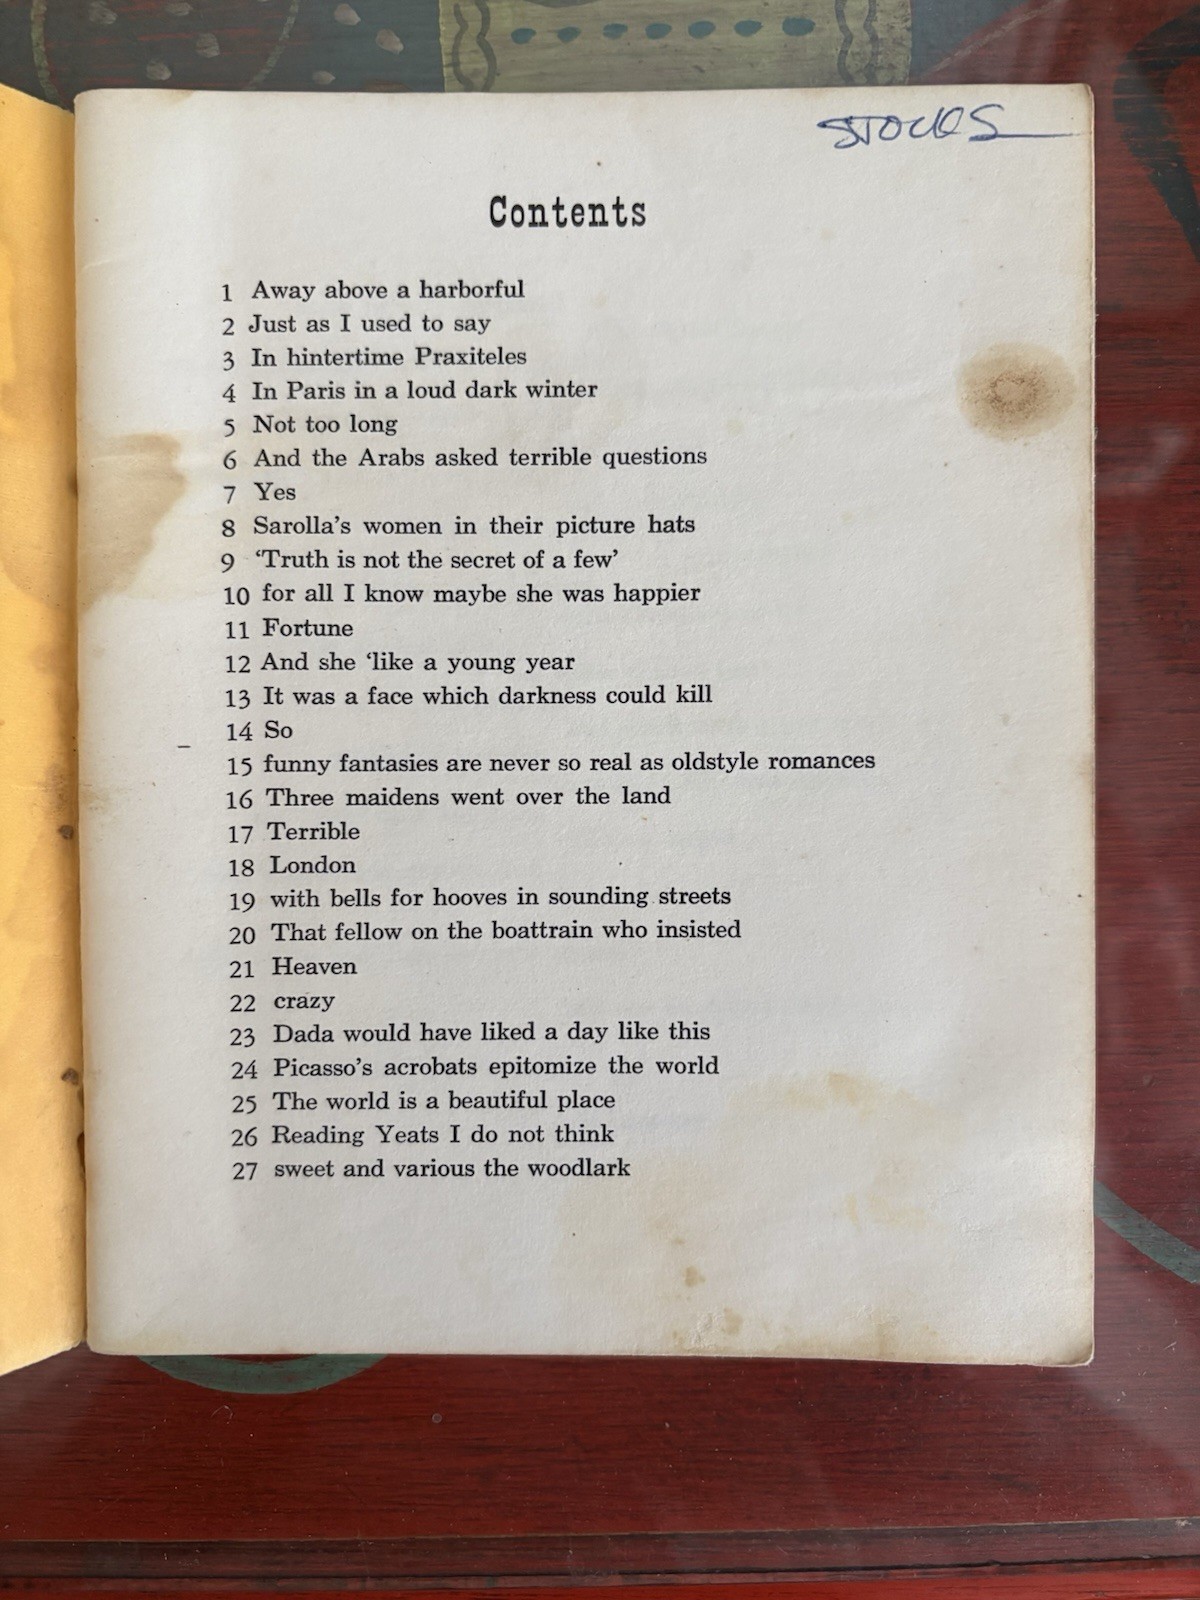 STOCKS
Contents
1 Away above a harborful
2 Just as I used to say
3 In hintertime Praxiteles
4 In Paris in a loud dark winter
5 Not too long
6 And the Arabs asked terrible questions
7 Yes
8 Sarolla's women in their picture hats
9 ‘Truth is not the secret of a few’
10 for all I know maybe she was happier
11 Fortune
12 And she ‘like a young year
13 It was a face which darkness could kill
14 So
15 funny fantasies are never so real as oldstyle romances
16 Three maidens went over the land
17 Terrible
18 London
19 with bells for hooves in sounding streets
20 That fellow on the boattrain who insisted
21 Heaven
22 crazy
23 Dada would have liked a day like this
24 Picasso's acrobats epitomize the world
25 The world is a beautiful place
26 Reading Yeats I do not think
27 sweet and various the woodlark